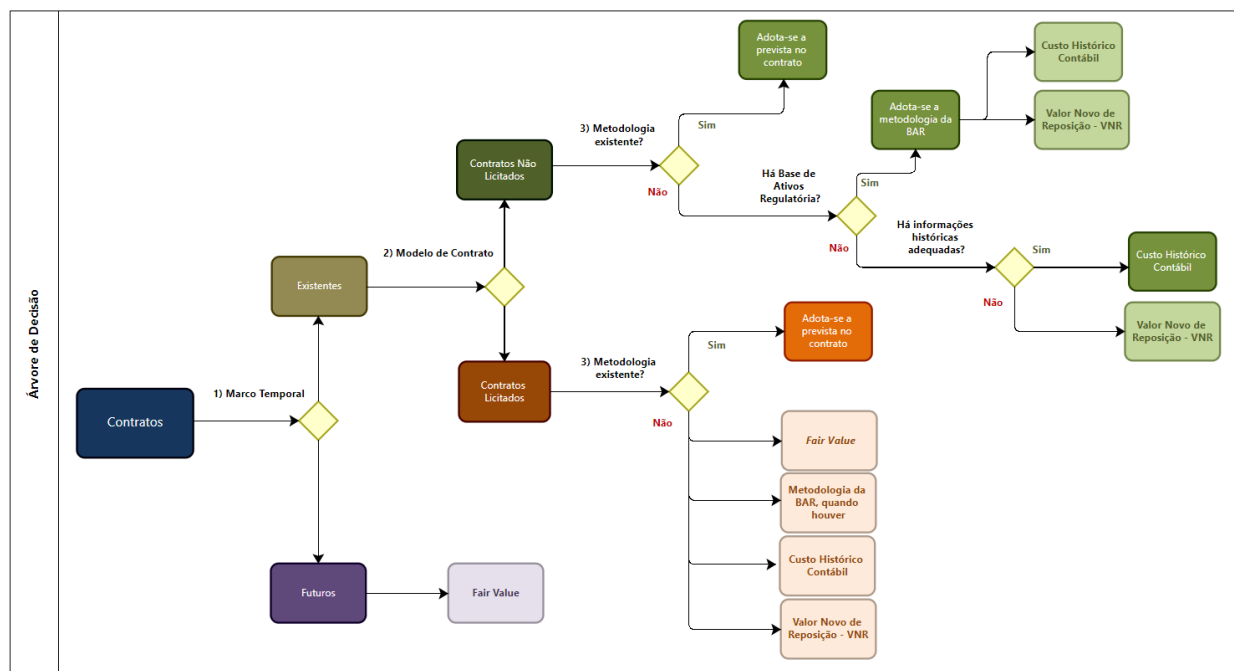 Árvore de Decisão
Contratos
1) Marco Temporal
Existentes
2) Modelo de Contrato
Contratos Não
Licitados
3) Metodologia
existente?
Sim
Adota-se a
prevista no
contrato
Não
Há Base de
Ativos
Regulatória?
Sim
Adota-se a
metodologia da
BAR
Custo Histórico
Contábil
Valor Novo de
Reposição - VNR
Não
Há informações
históricas
adequadas?
Sim
Custo Histórico
Contábil
Não
Valor Novo de
Reposição - VNR
Contratos
Licitados
3) Metodologia
existente?
Sim
Adota-se a
prevista no
contrato
Não
Fair Value
Metodologia da
BAR, quando
houver
Custo Histórico
Contábil
Valor Novo de
Reposição - VNR
Futuros
Fair Value